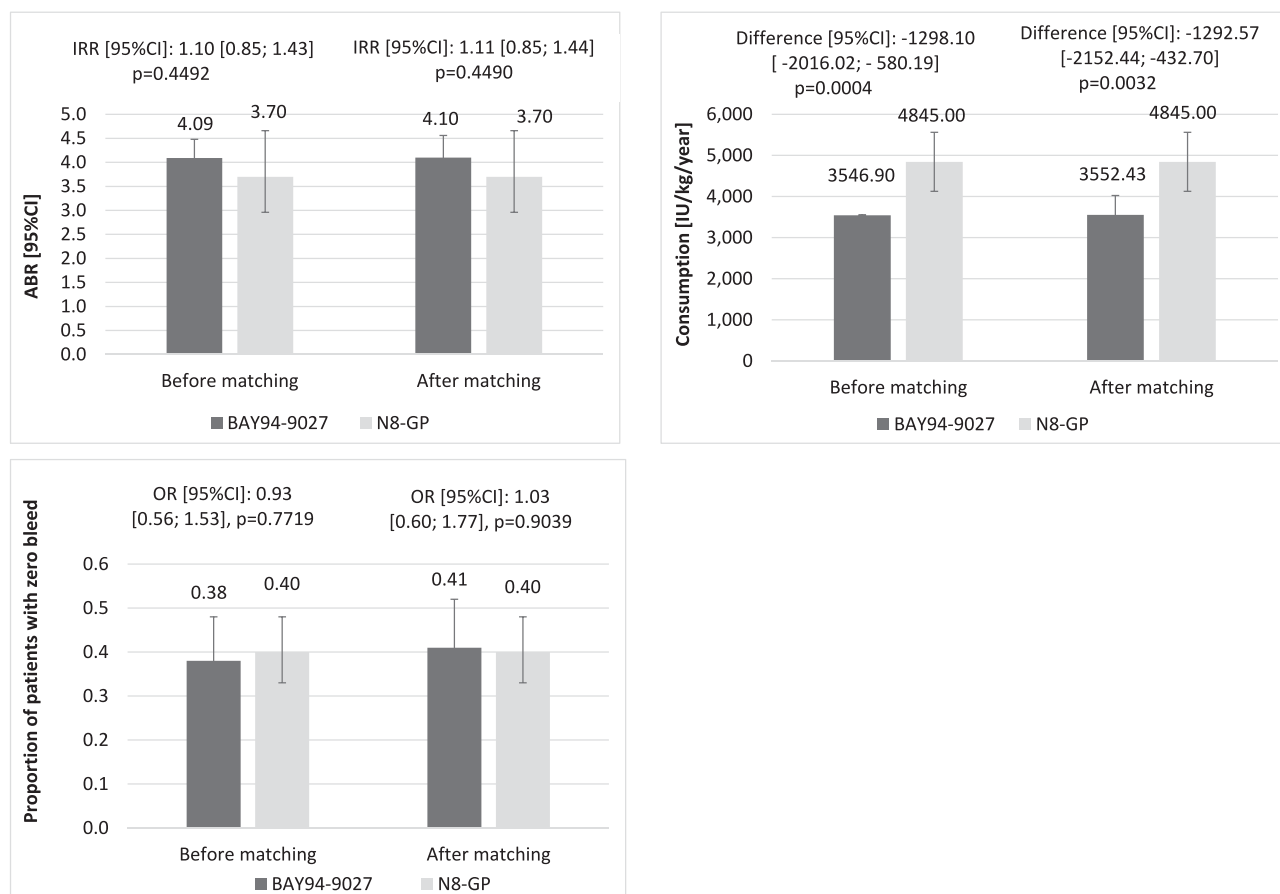 IRR [95%CI]: 1.10 [0.85; 1.43]
p=0.4492
IRR [95%CI]: 1.11 [0.85; 1.44]
p=0.4490
ABR [95%CI]
5.0
4.5
4.0
3.5
3.0
2.5
2.0
1.5
1.0
0.5
0.0
4.09
3.70
4.10
3.70
Before matching
After matching
BAY94-9027
N8-GP
Difference [95%CI]: -1298.10
[ -2016.02; - 580.19]
p=0.0004
Difference [95%CI]: -1292.57
[-2152.44; -432.70]
p=0.0032
Consumption [IU/kg/year]
6,000
5,000
4,000
3,000
2,000
1,000
0
3546.90
4845.00
3552.43
4845.00
Before matching
After matching
BAY94-9027
N8-GP
OR [95%CI]: 0.93
[0.56; 1.53], p=0.7719
OR [95%CI]: 1.03
[0.60; 1.77], p=0.9039
Proportion of patients with zero bleed
0.6
0.5
0.4
0.3
0.2
0.1
0.0
0.38
0.40
0.41
0.40
Before matching
After matching
BAY94-9027
N8-GP